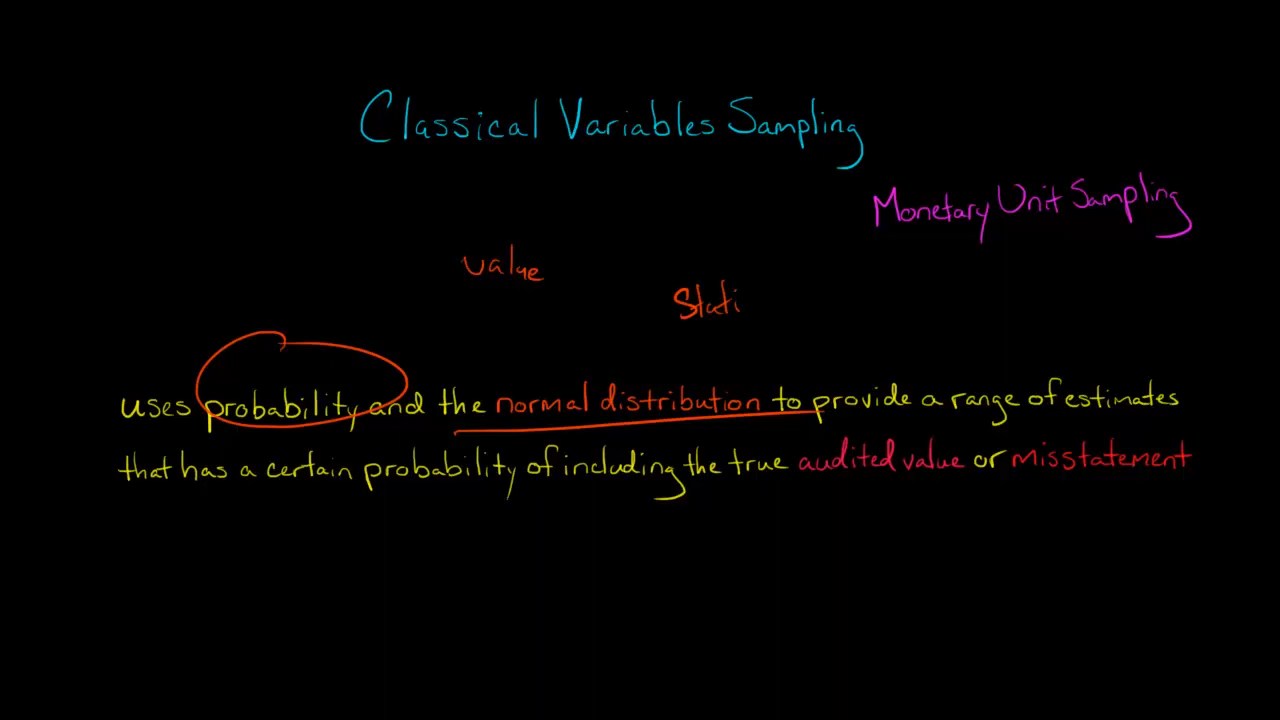 Classical Variables Sampling
Monetary Unit Sampling
value
Stati
uses probability and the normal distribution to provide a range of estimates
that has a certain probability of including the true audited value or misstatement